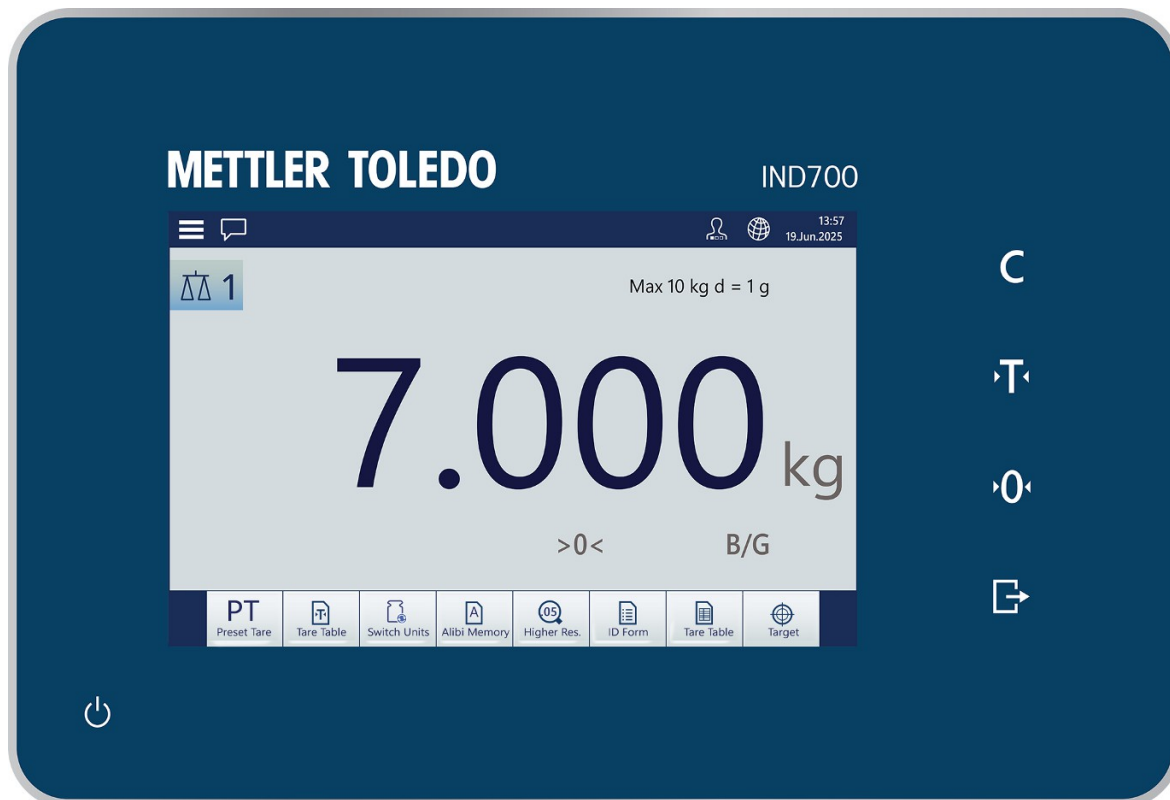 METTLER TOLEDO
IND700
13:57
19.Jun.2025
1
Max 10 kg d = 1 g
7.000 kg
>0< B/G
PT
Preset Tare
T
Tare Table
Switch Units
A
Alibi Memory
.05
Higher Res.
ID Form
Tare Table
Target
C
T
0